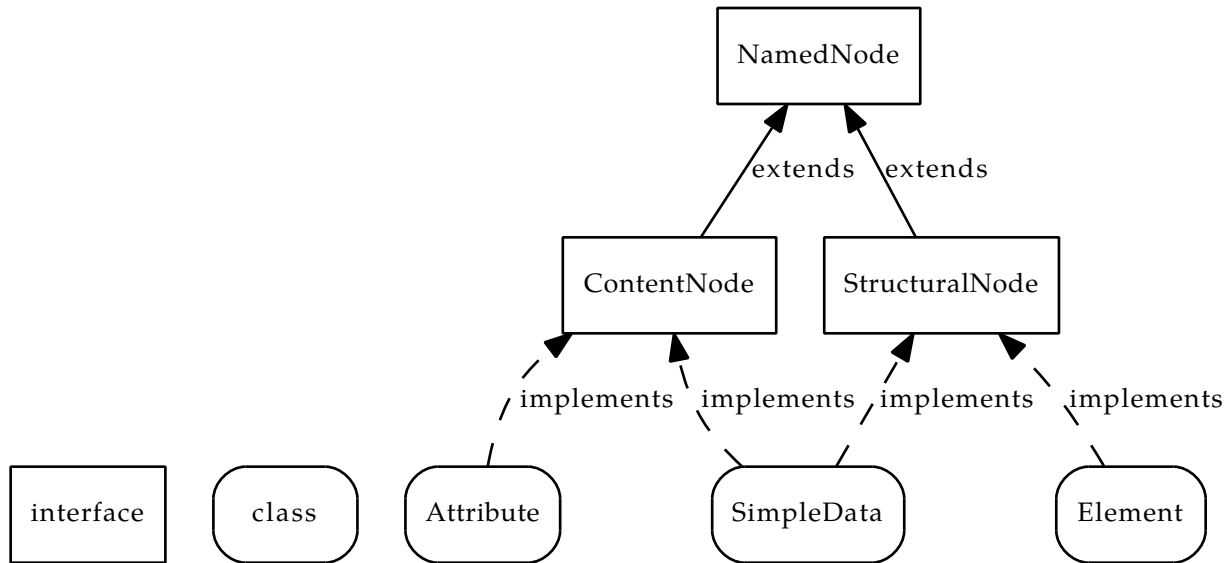 NamedNode
extends
extends
ContentNode
StructuralNode
implements
implements
implements
implements
interface
class
Attribute
SimpleData
Element